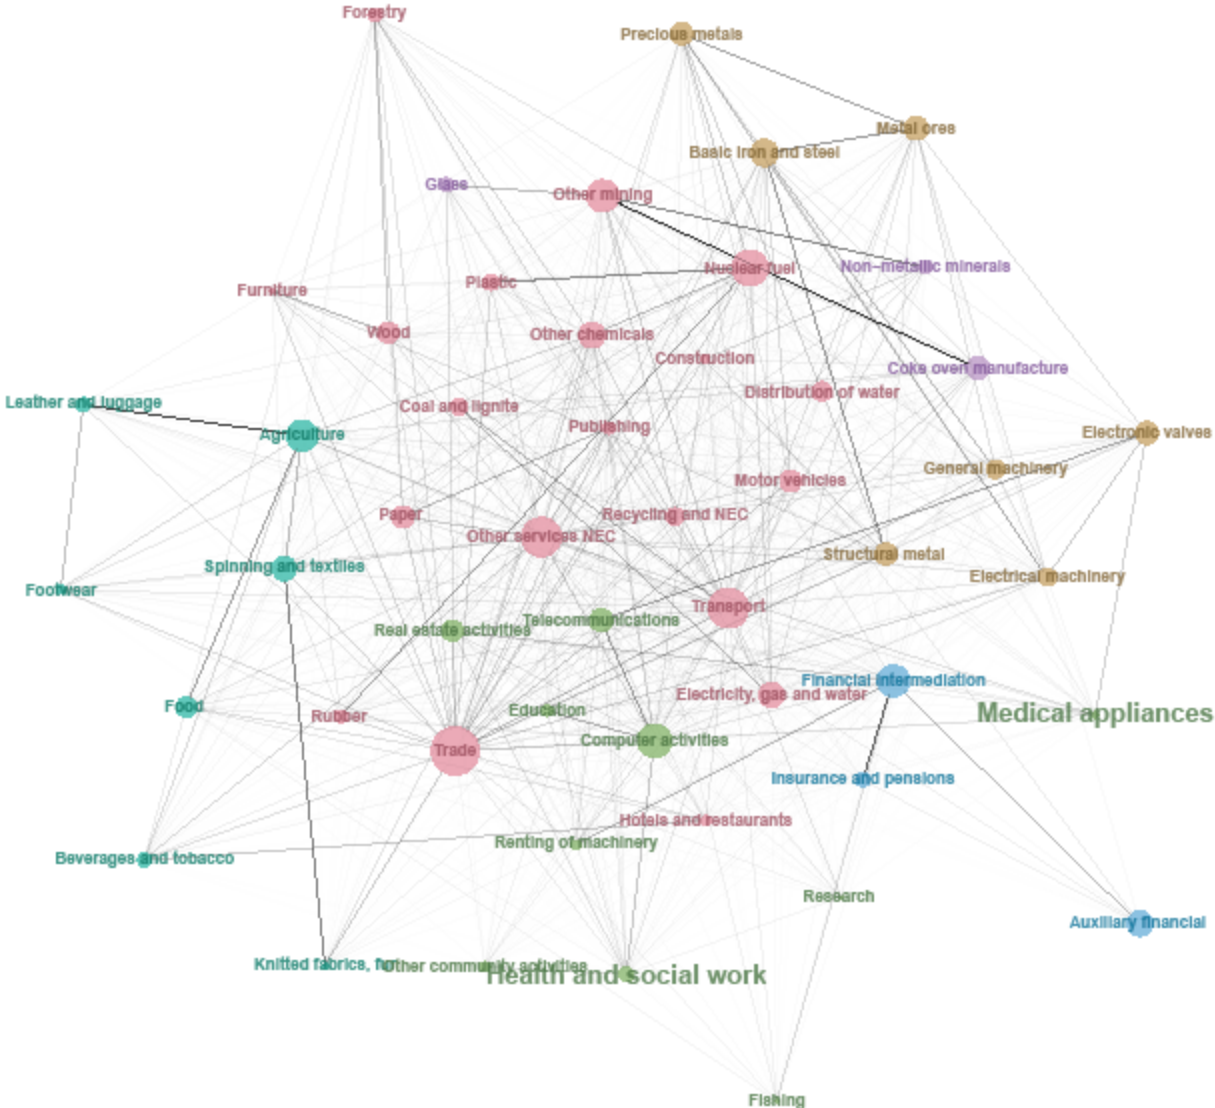 Forestry
Precious metals
Metal ores
Basic iron and steel
Glass
Other mining
Nuclear fuel
Non-metallic minerals
Plastic
Furniture
Wood
Other chemicals
Construction
Coke oven manufacture
Distribution of water
Leather and luggage
Coal and lignite
Publishing
Agriculture
Electronic valves
General machinery
Motor vehicles
Paper
Recycling and NEC
Other services NEC
Structural metal
Spinning and textiles
Electrical machinery
Footwear
Transport
Telecommunications
Real estate activities
Financial intermediation
Electricity, gas and water
Food
Education
Medical appliances
Rubber
Computer activities
Trade
Insurance and pensions
Hotels and restaurants
Renting of machinery
Beverages and tobacco
Research
Auxiliary financial
Knitted fabrics, fur
Other community activities
Health and social work
Fishing